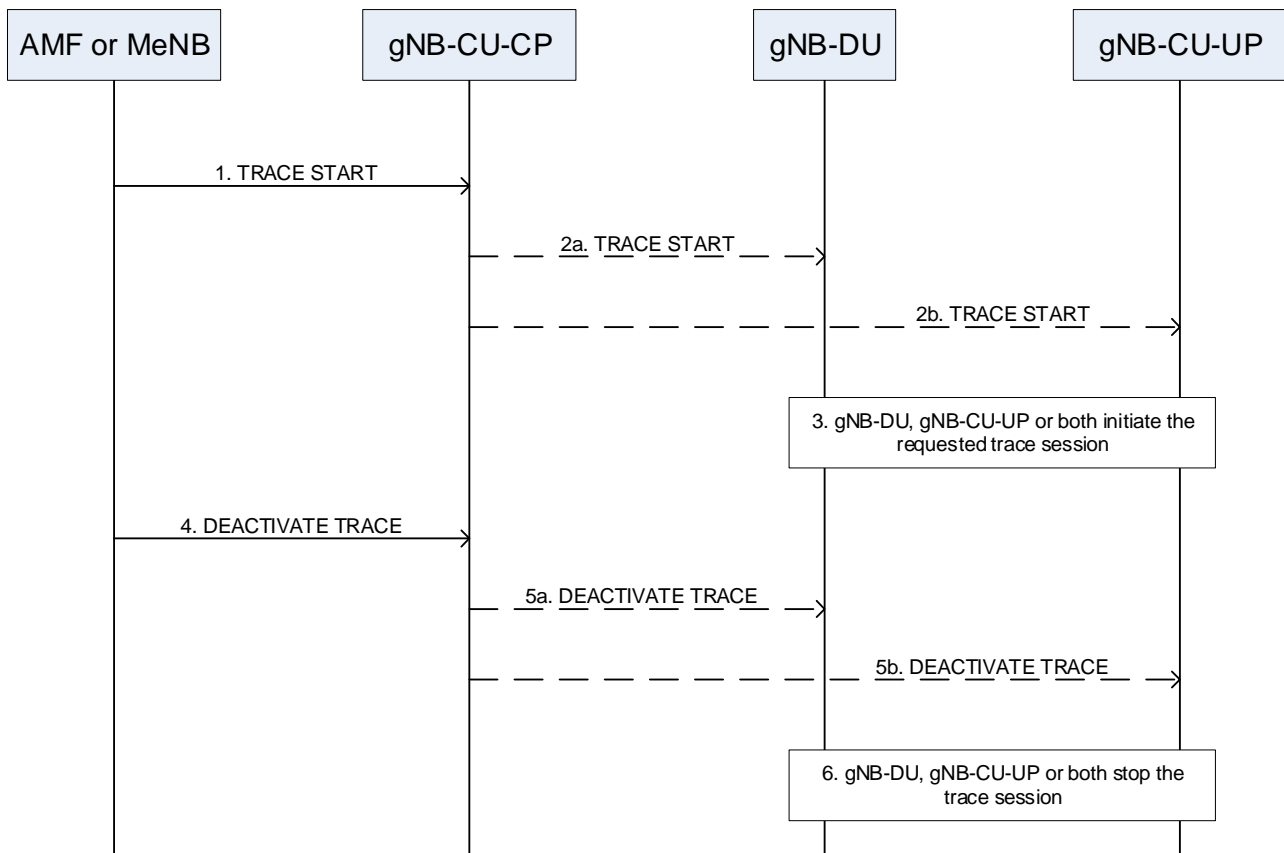 AMF or MeNB
gNB-CU-CP
gNB-DU
gNB-CU-UP
1. TRACE START
2a. TRACE START
2b. TRACE START
3. gNB-DU, gNB-CU-UP or both initiate the
requested trace session
4. DEACTIVATE TRACE
5a. DEACTIVATE TRACE
5b. DEACTIVATE TRACE
6. gNB-DU, gNB-CU-UP or both stop the
trace session